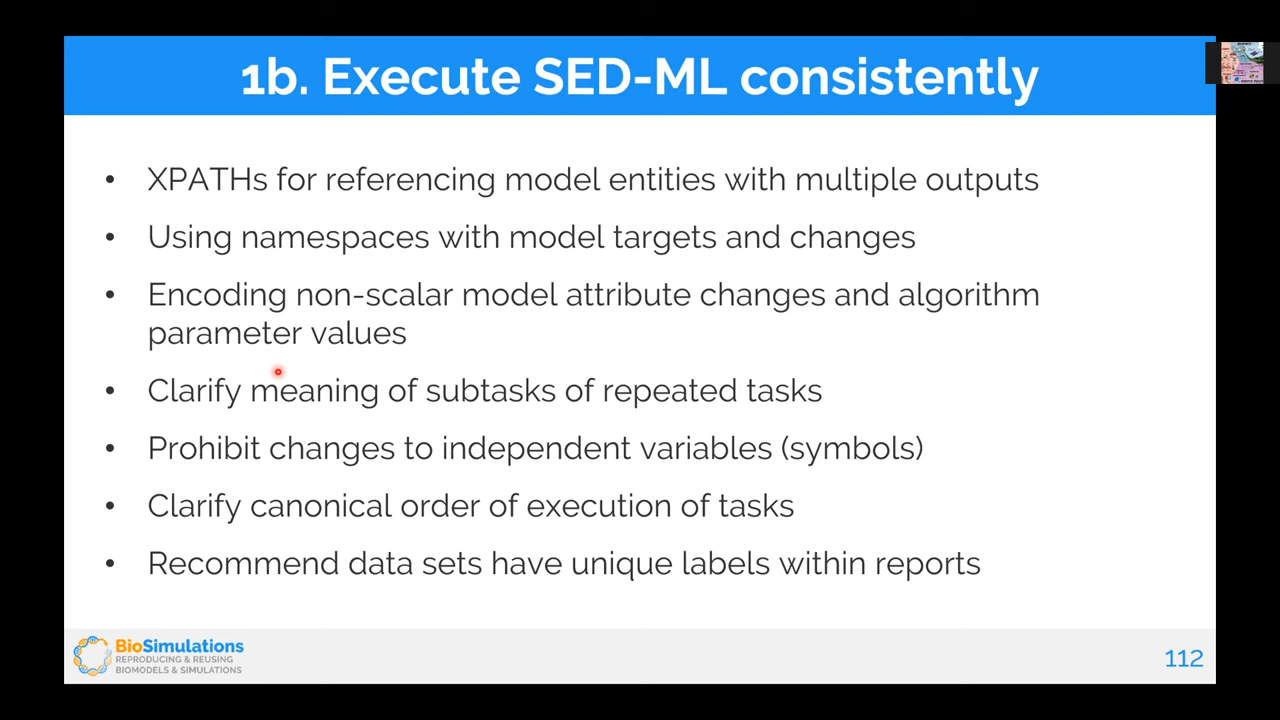 1b. Execute SED-ML consistently
• XPATHs for referencing model entities with multiple outputs
• Using namespaces with model targets and changes
• Encoding non-scalar model attribute changes and algorithm
parameter values
• Clarify meaning of subtasks of repeated tasks
• Prohibit changes to independent variables (symbols)
• Clarify canonical order of execution of tasks
• Recommend data sets have unique labels within reports
BioSimulations
REPRODUCING & REUSING
BIOMODELS & SIMULATIONS
112